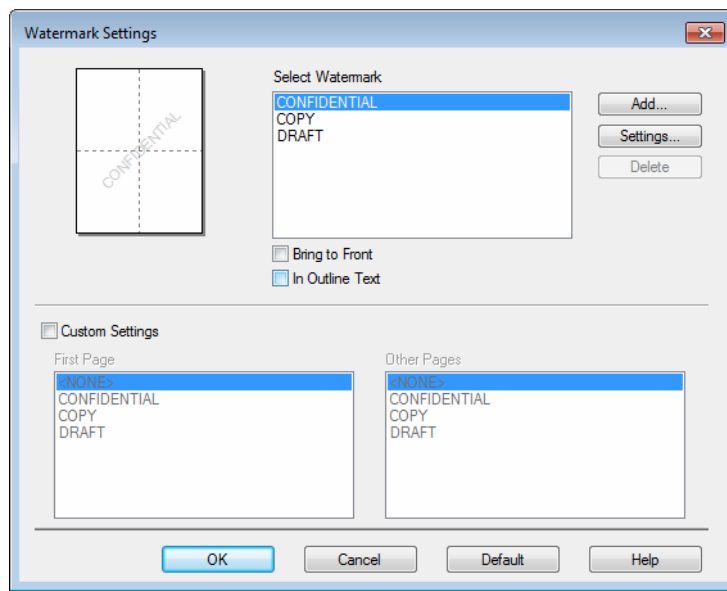 Watermark Settings
Select Watermark
CONFIDENTIAL
CONFIDENTIAL
COPY
DRAFT
Add...
Settings...
Delete
Bring to Front
In Outline Text
Custom Settings
First Page
<NONE>
CONFIDENTIAL
COPY
DRAFT
Other Pages
<NONE>
CONFIDENTIAL
COPY
DRAFT
OK
Cancel
Default
Help